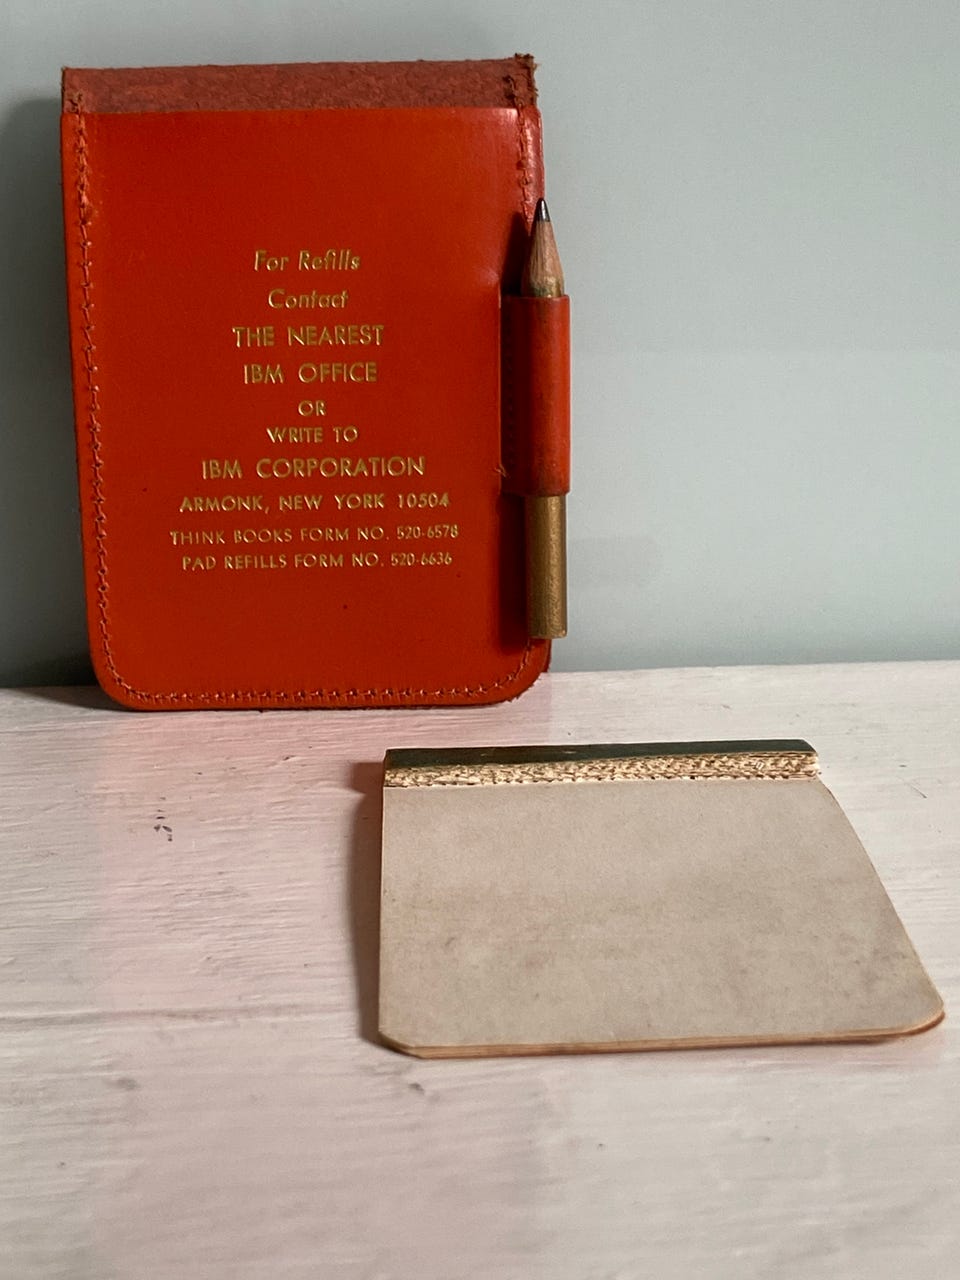 For Refills
Contact
THE NEAREST
IBM OFFICE
OR
WRITE TO
IBM CORPORATION
ARMONK, NEW YORK 10504
THINK BOOKS FORM NO. 520-6578
PAD REFILLS FORM NO. 520-6636